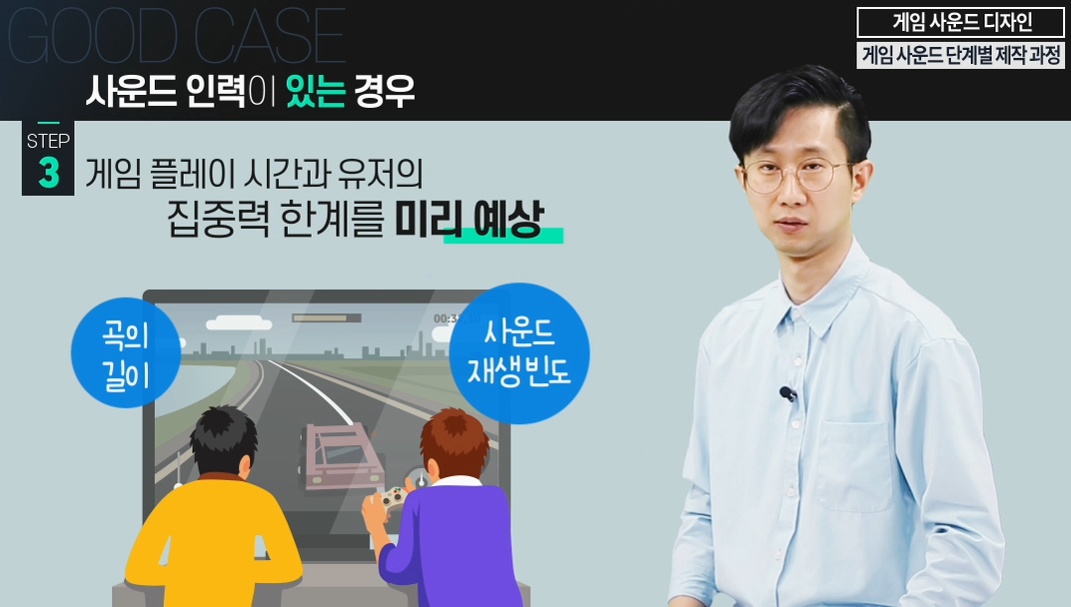 GOOD CASE
게임 사운드 디자인
게임 사운드 단계별 제작 과정
사운드 인력이 있는 경우
STEP
3
게임 플레이 시간과 유저의
집중력 한계를 미리 예상
곡의
길이
사운드
재생 빈도